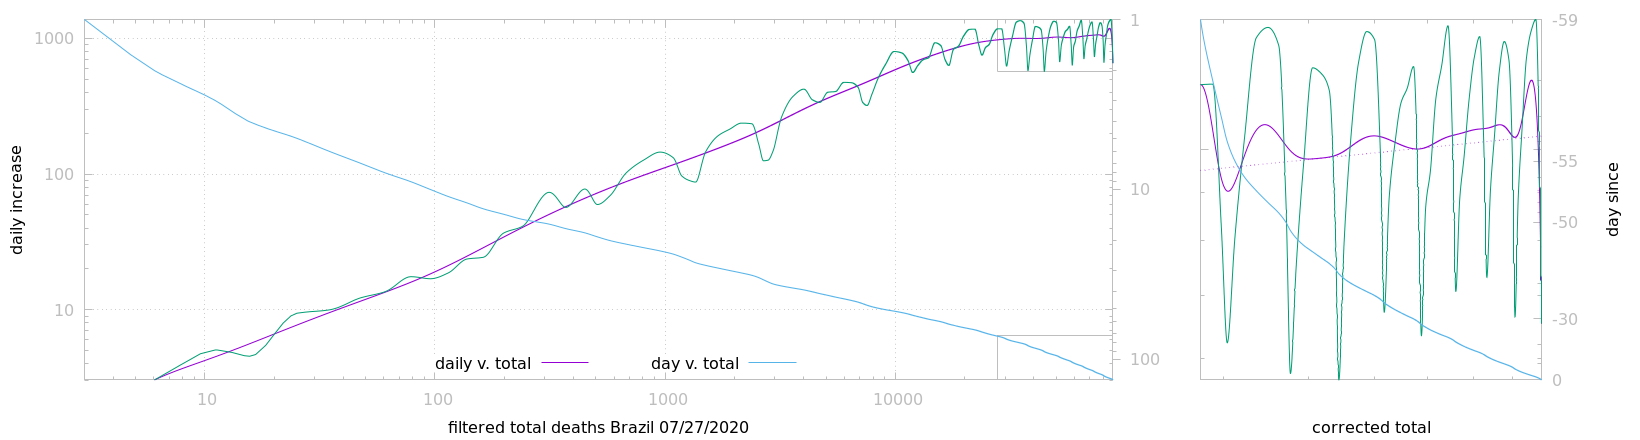 1000
100
10
daily increase
1
10
100
daily v. total
day v. total
10
100
1000
10000
filtered total deaths Brazil 07/27/2020
-59
-55
-50
-30
0
day since
corrected total